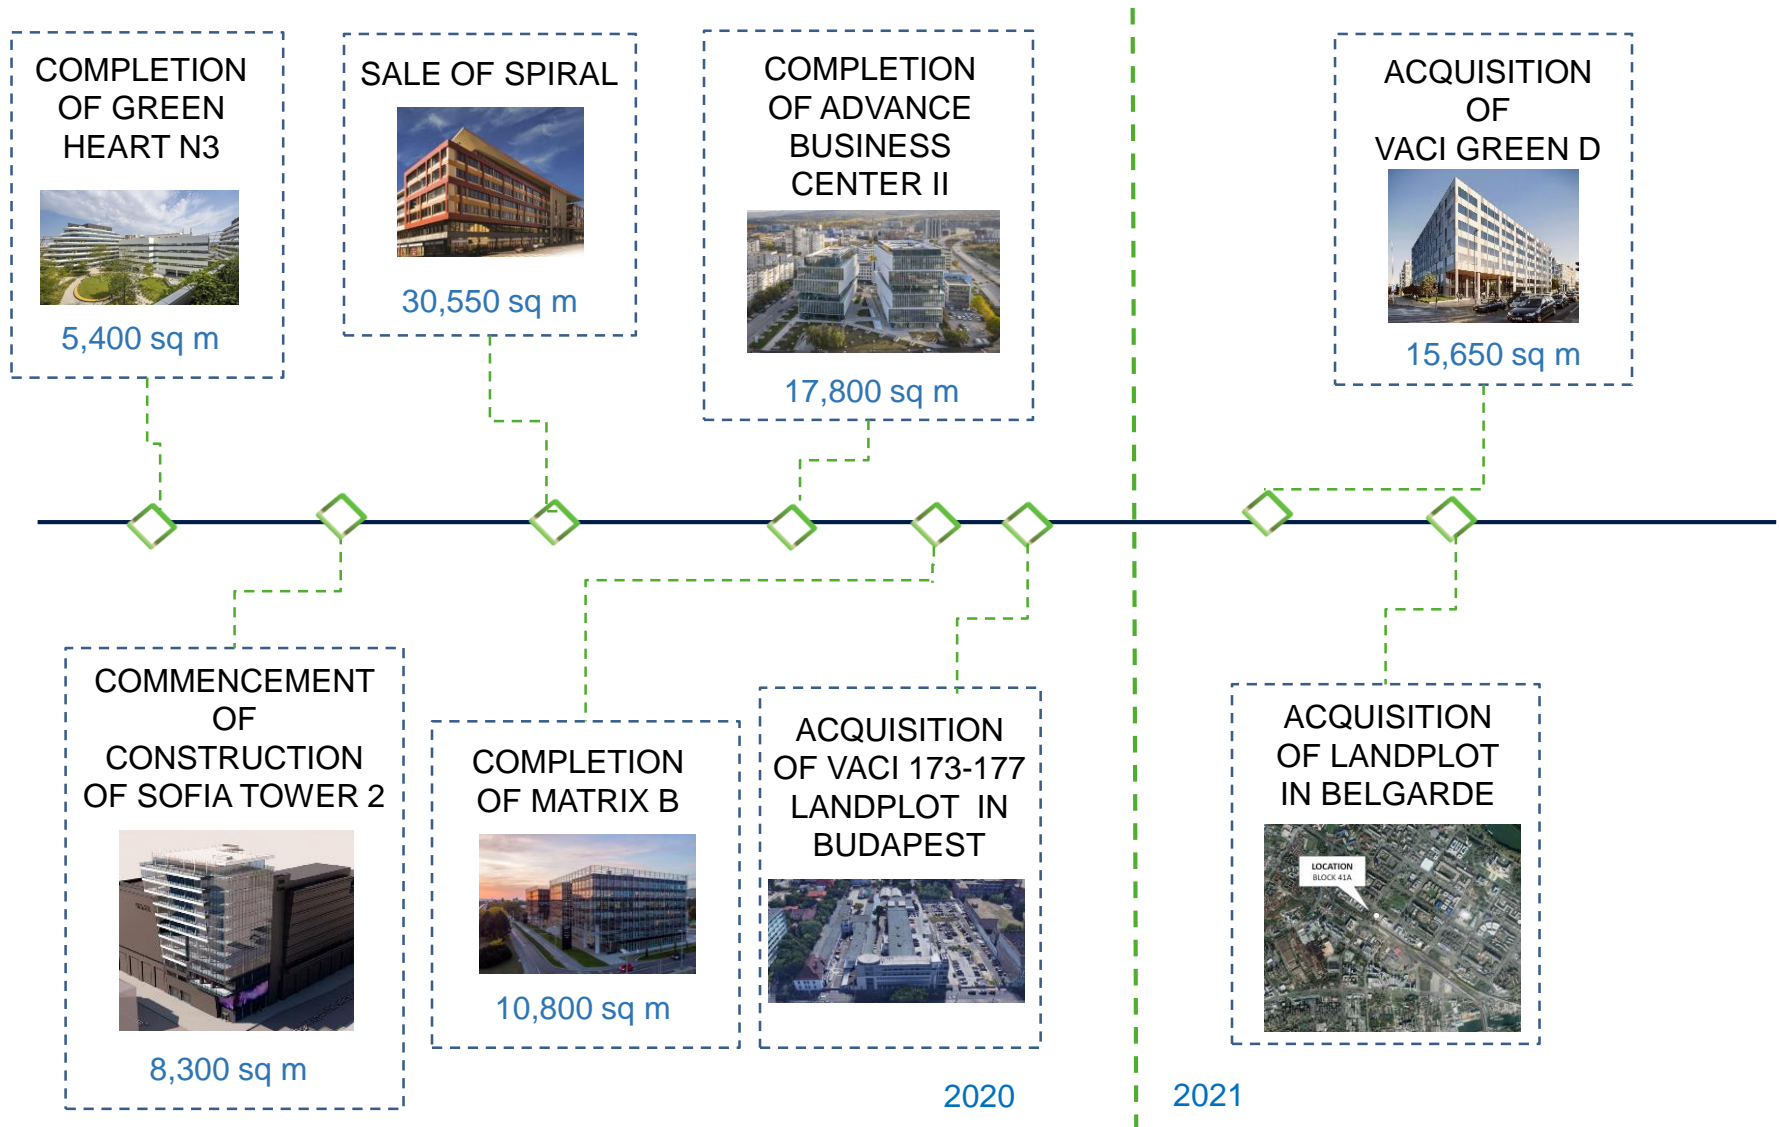 COMPLETION
OF GREEN
HEART N3
5,400 sq m
SALE OF SPIRAL
30,550 sq m
COMPLETION
OF ADVANCE
BUSINESS
CENTER II
17,800 sq m
ACQUISITION
OF
VACI GREEN D
15,650 sq m
COMMENCEMENT
OF
CONSTRUCTION
OF SOFIA TOWER 2
8,300 sq m
COMPLETION
OF MATRIX B
10,800 sq m
ACQUISITION
OF VACI 173-177
LANDPLOT IN
BUDAPEST
ACQUISITION
OF LANDPLOT
IN BELGARDE
LOCATION
BLOCK 41A
2020
2021